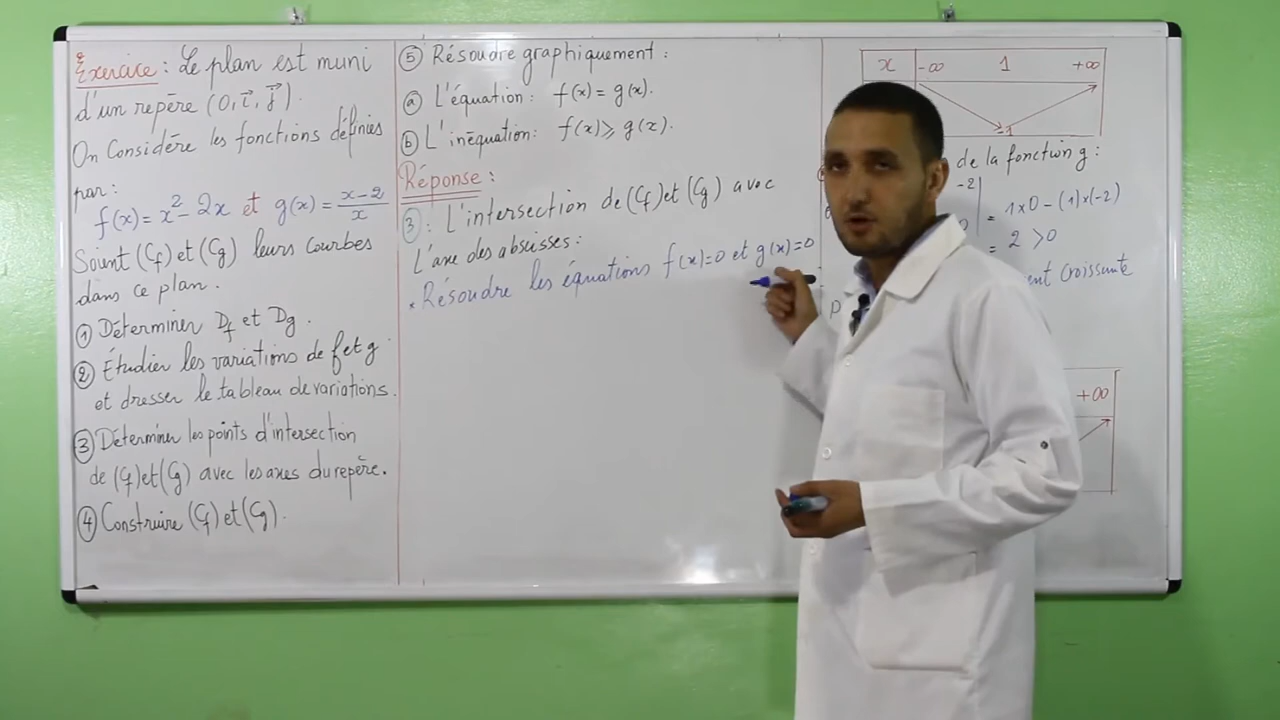 Exercice : Le plan est muni
d'un repère (O, i⃗, j⃗).
On Considère les fonctions définies
par :
f(x) = x² - 2x et g(x) = x-2/x
Soient (Cf) et (Cg) leurs Courbes
dans ce plan.
① Déterminer Df et Dg.
② Étudier les variations de f et g
et dresser le tableau de variations.
③ Déterminer les points d'intersection
de (Cf) et (Cg) avec les axes du repère.
④ Construire (Cf) et (Cg).
⑤ Résoudre graphiquement :
ⓐ L'équation : f(x) = g(x).
ⓑ L'inéquation : f(x) ⩾ g(x).
Réponse :
③ : L'intersection de (Cf) et (Cg) avec
L'axe des abscisses :
* Résoudre les équations f(x)=0 et g(x)=0
x -∞ 1 +∞
-1
de la fonction g :
-2
0
= 1×0 - (1)×(-2)
= 2 > 0
croissante
+∞